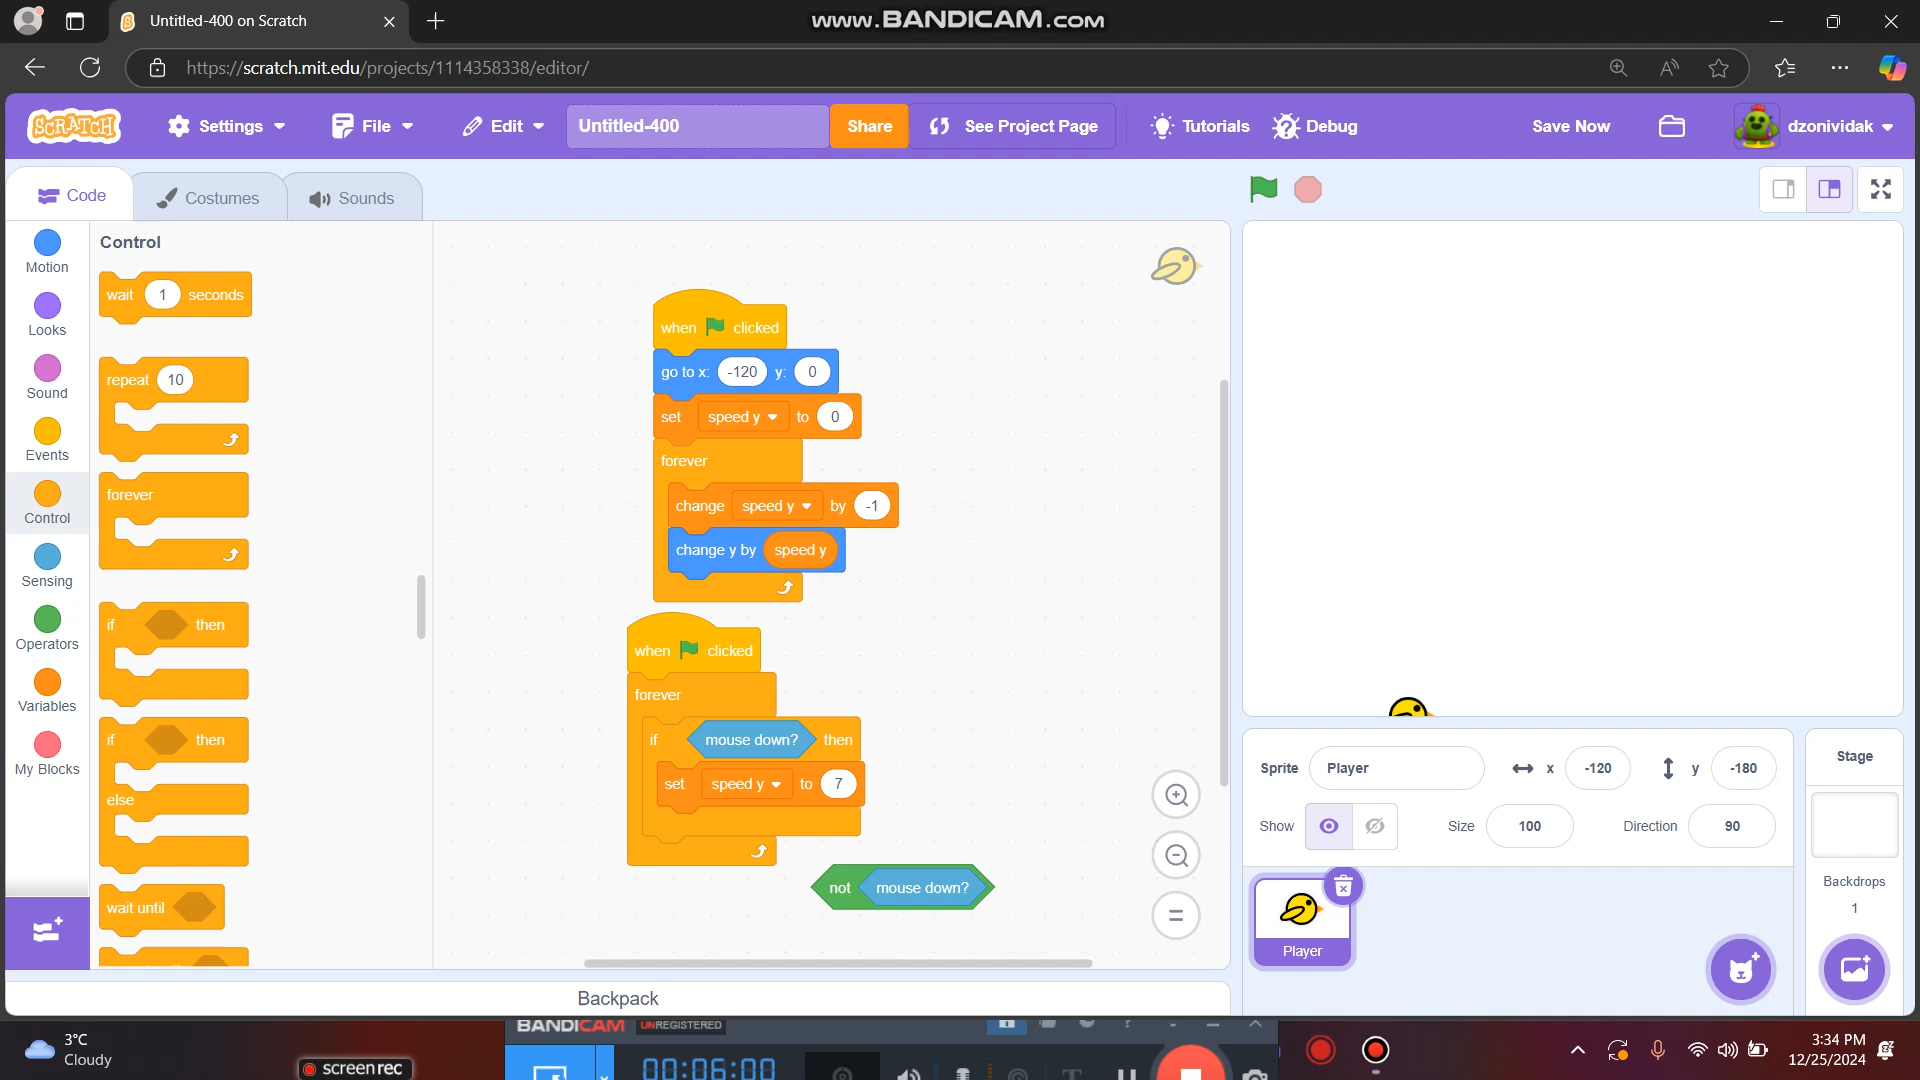 Untitled-400 on Scratch
www.BANDICAM.com
https://scratch.mit.edu/projects/1114358338/editor/
SCRATCH
Settings
File
Edit
Untitled-400
Share
See Project Page
Tutorials
Debug
Save Now
dzonividak
Code
Costumes
Sounds
Motion
Looks
Sound
Events
Control
Sensing
Operators
Variables
My Blocks
Control
wait 1 seconds
repeat 10
forever
if then
if then
else
wait until
when clicked
go to x: -120 y: 0
set speed y to 0
forever
change speed y by -1
change y by speed y
when clicked
forever
if mouse down? then
set speed y to 7
not mouse down?
Backpack
Sprite Player x -120 y -180
Show Size 100 Direction 90
Player
Stage
Backdrops
1
3°C
Cloudy
screenrec
BANDICAM UNREGISTERED
00:06:00
3:34 PM
12/25/2024